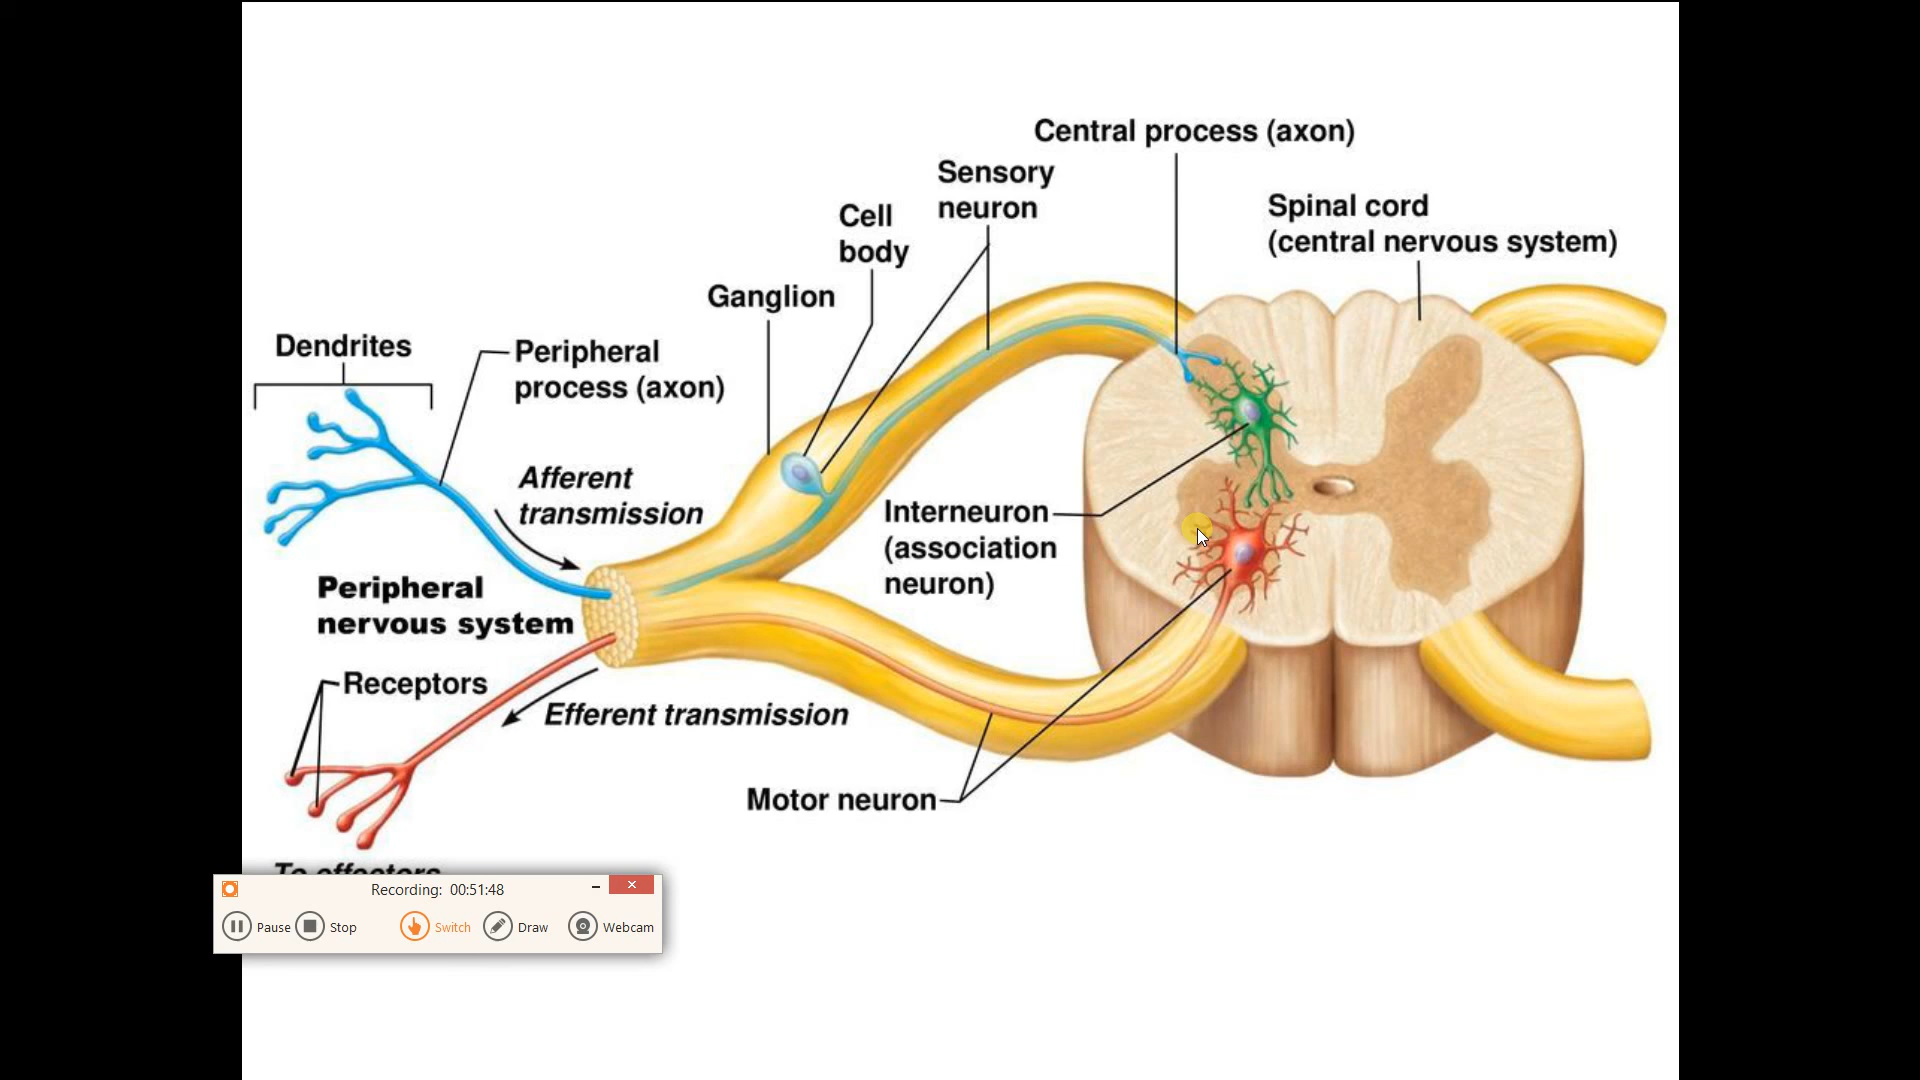 Central process (axon)
Sensory
neuron
Spinal cord
(central nervous system)
Cell
body
Ganglion
Dendrites
Peripheral
process (axon)
Afferent
transmission
Interneuron
(association
neuron)
Peripheral
nervous system
Receptors
Efferent transmission
Motor neuron
To effectors
Recording: 00:51:48
Pause Stop Switch Draw Webcam